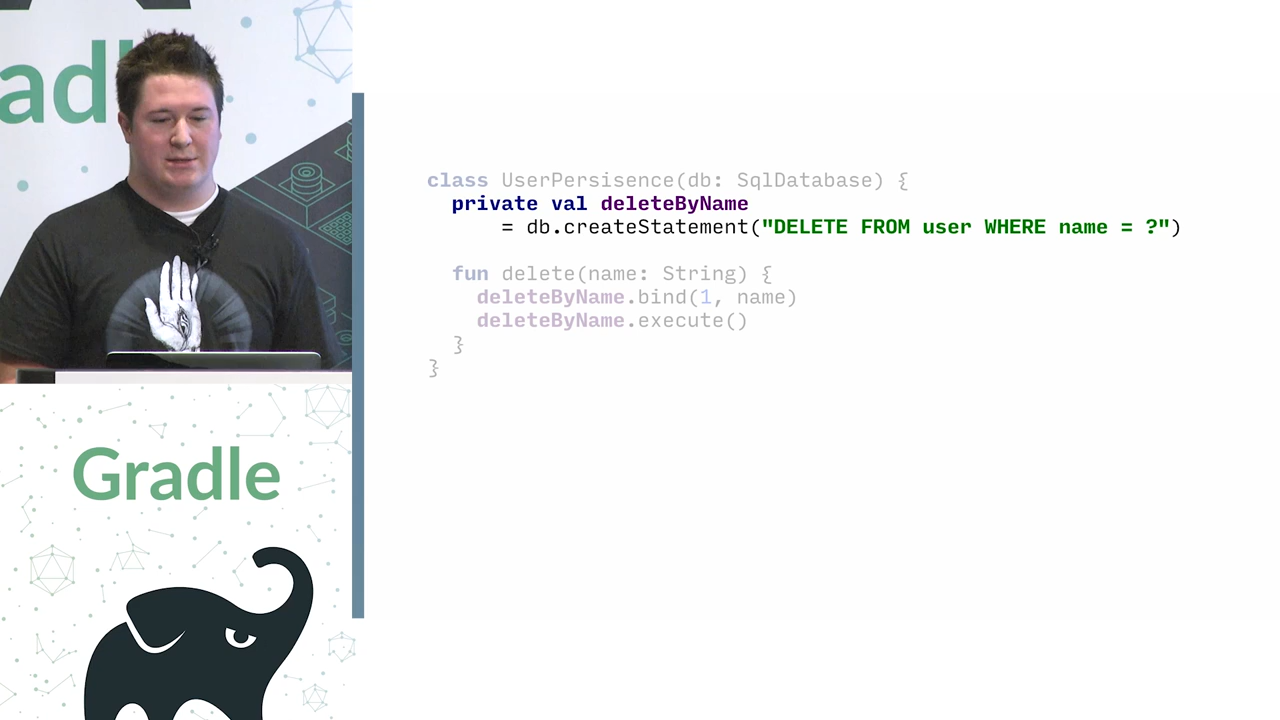 adl
class UserPersisence(db: SqlDatabase) {
private val deleteByName
= db.createStatement("DELETE FROM user WHERE name = ?")
fun delete(name: String) {
deleteByName.bind(1, name)
deleteByName.execute()
}
}
Gradle